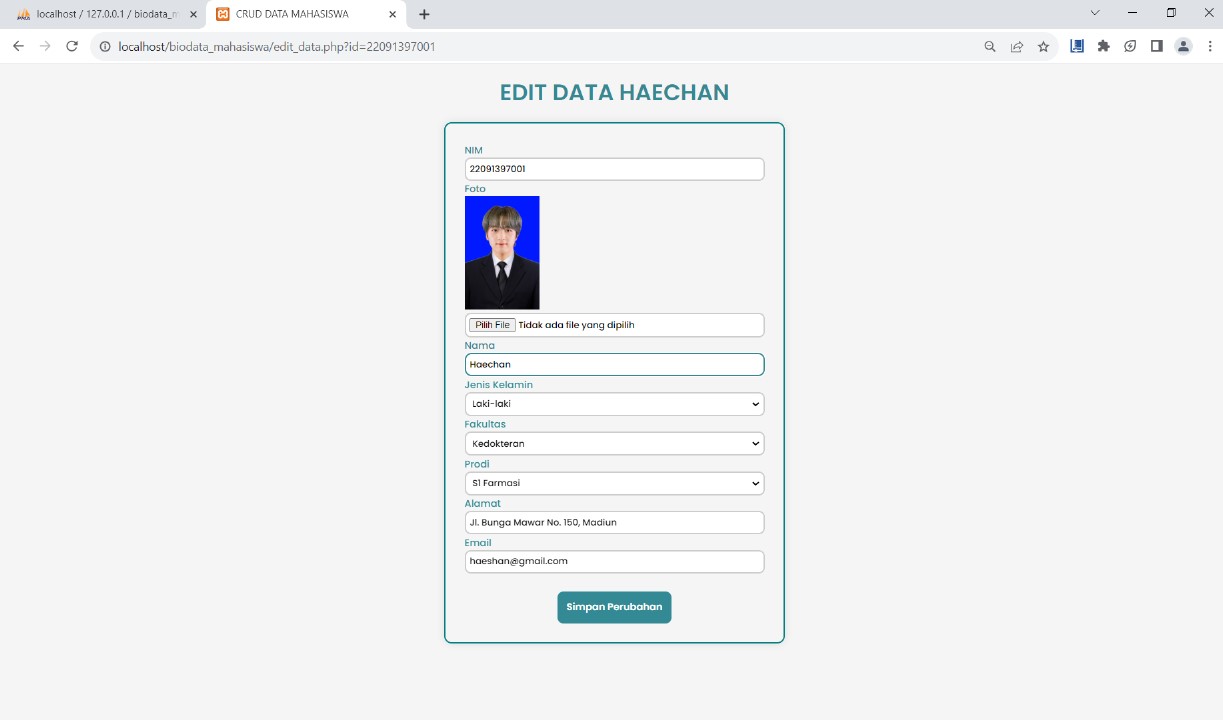 localhost / 127.0.0.1 / biodata_m
CRUD DATA MAHASISWA
localhost/biodata_mahasiswa/edit_data.php?id=22091397001
EDIT DATA HAECHAN
NIM
22091397001
Foto
Pilih File Tidak ada file yang dipilih
Nama
Haechan
Jenis Kelamin
Laki-laki
Fakultas
Kedokteran
Prodi
S1 Farmasi
Alamat
Jl. Bunga Mawar No. 150, Madiun
Email
haeshan@gmail.com
Simpan Perubahan